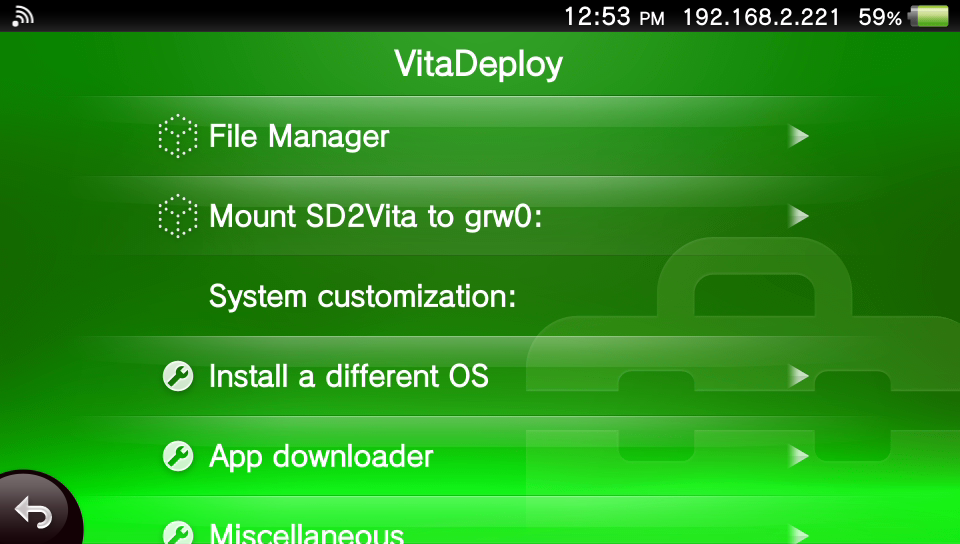 12:53 PM 192.168.2.221 59%
VitaDeploy
File Manager
Mount SD2Vita to grw0:
System customization:
Install a different OS
App downloader
Miscellaneous